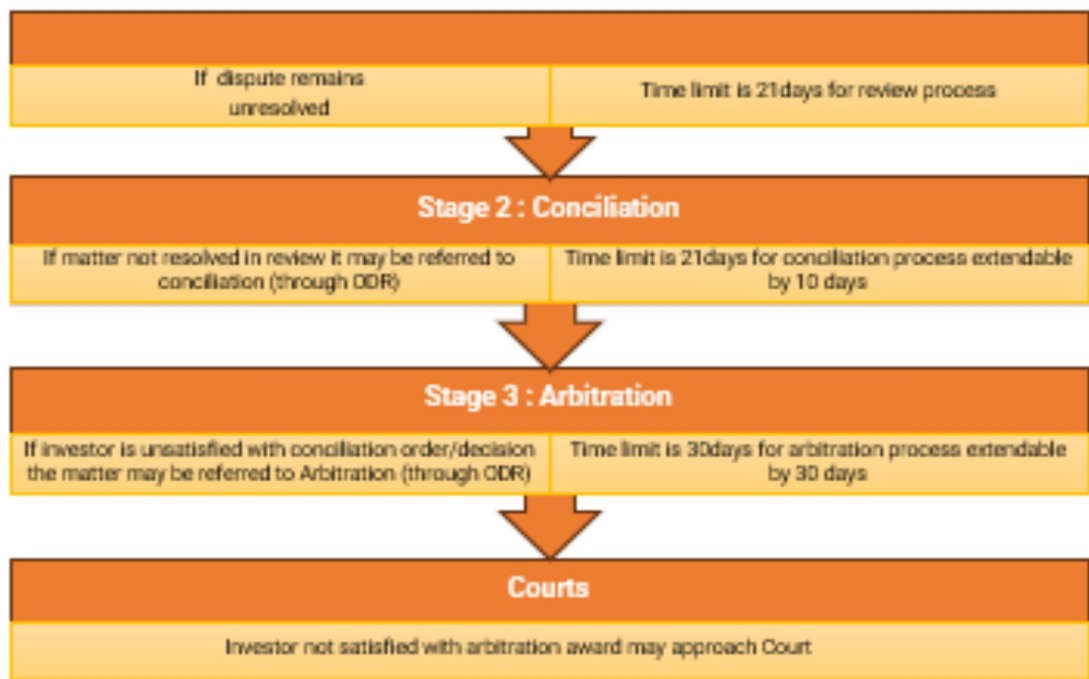 If dispute remains
unresolved
Time limit is 21days for review process
Stage 2 : Conciliation
If matter not resolved in review it may be referred to
conciliation (through ODR)
Time limit is 21days for conciliation process extendable
by 10 days
Stage 3 : Arbitration
If investor is unsatisfied with conciliation order/decision
the matter may be referred to Arbitration (through ODR)
Time limit is 30days for arbitration process extendable
by 30 days
Courts
Investor not satisfied with arbitration award may approach Court